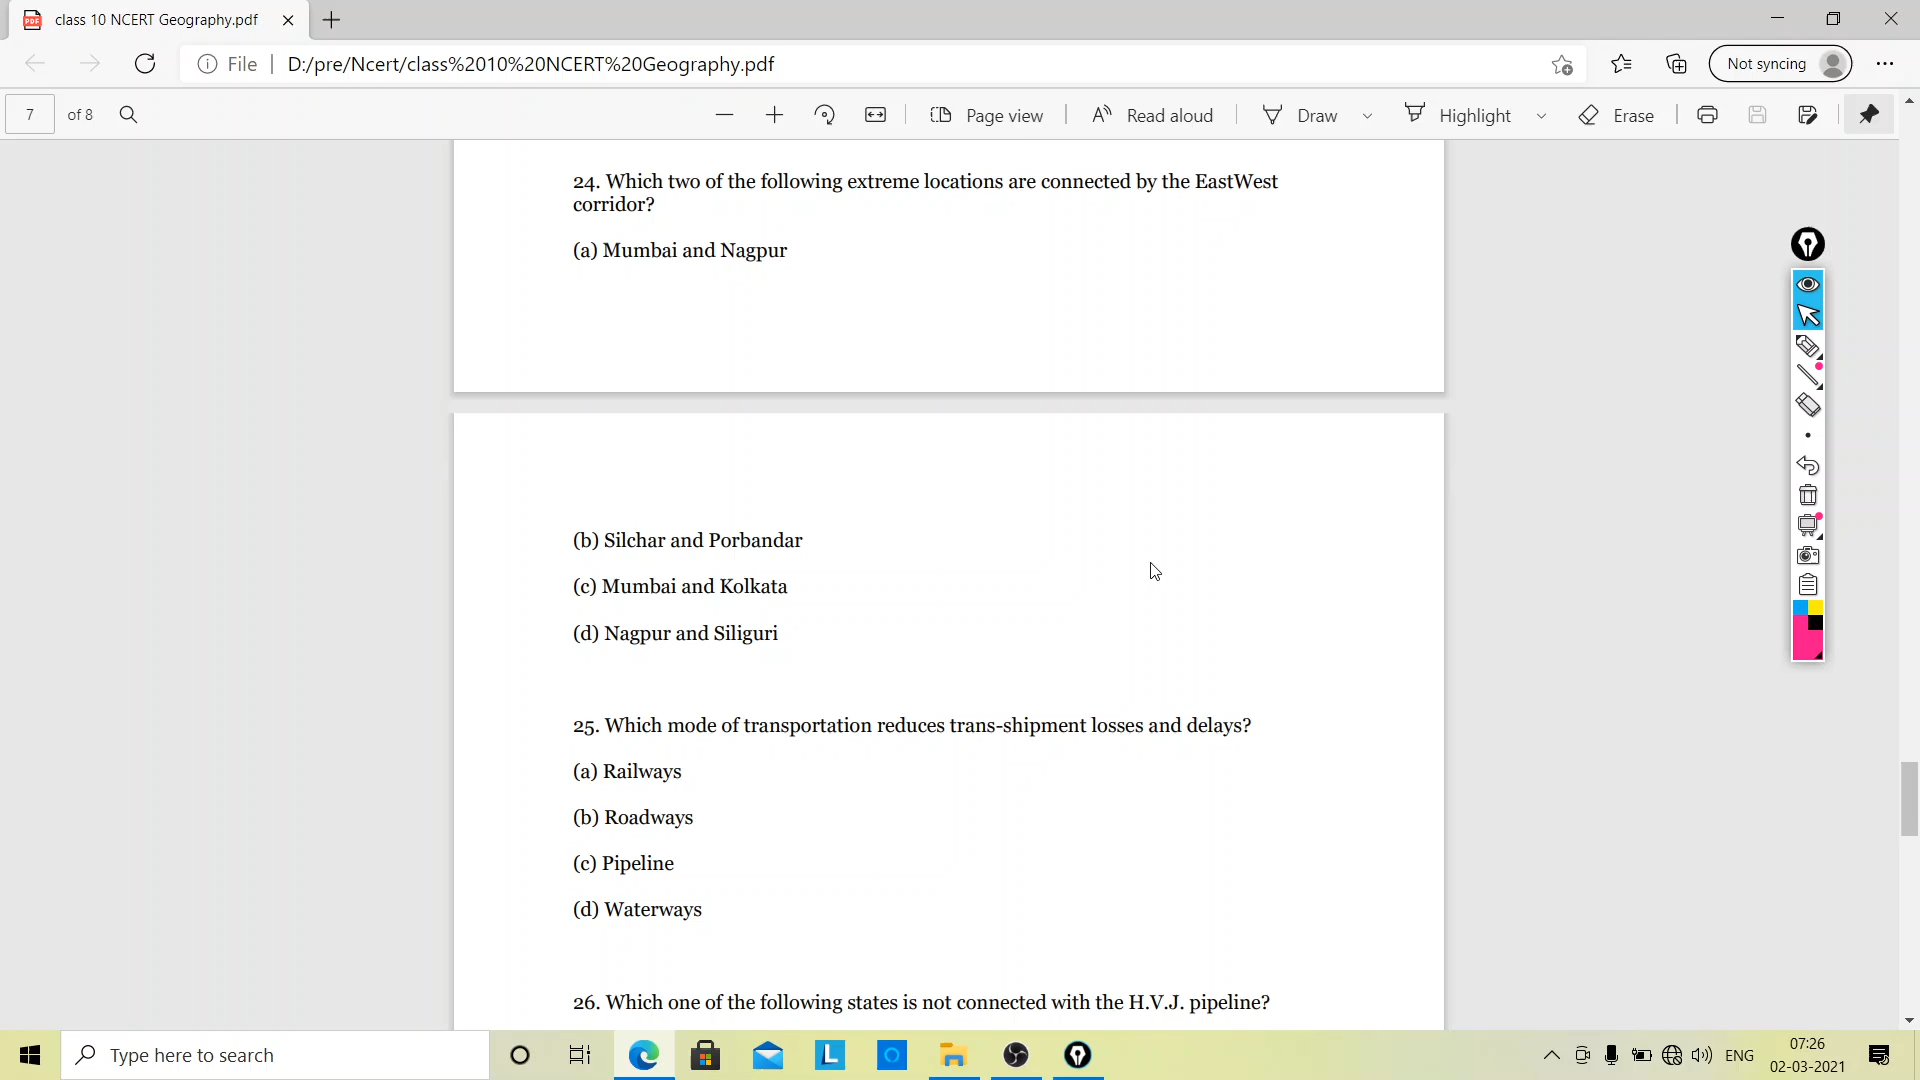 class 10 NCERT Geography.pdf
File
D:/pre/Ncert/class%2010%20NCERT%20Geography.pdf
Not syncing
7 of 8
Page view
Read aloud
Draw
Highlight
Erase
24. Which two of the following extreme locations are connected by the EastWest
corridor?
(a) Mumbai and Nagpur
(b) Silchar and Porbandar
(c) Mumbai and Kolkata
(d) Nagpur and Siliguri
25. Which mode of transportation reduces trans-shipment losses and delays?
(a) Railways
(b) Roadways
(c) Pipeline
(d) Waterways
26. Which one of the following states is not connected with the H.V.J. pipeline?
Type here to search
L
ENG
07:26
02-03-2021